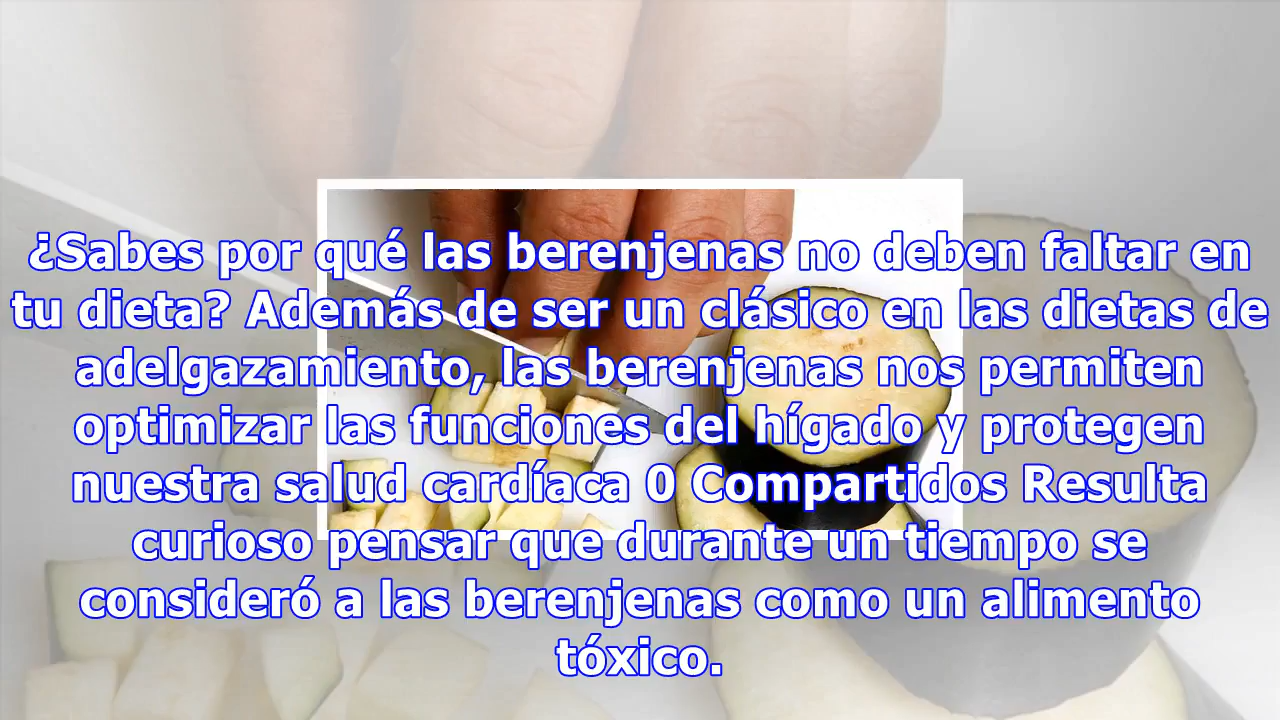 ¿Sabes por qué las berenjenas no deben faltar en
tu dieta? Además de ser un clásico en las dietas de
adelgazamiento, las berenjenas nos permiten
optimizar las funciones del hígado y protegen
nuestra salud cardíaca 0 Compartidos Resulta
curioso pensar que durante un tiempo se
consideró a las berenjenas como un alimento
tóxico.